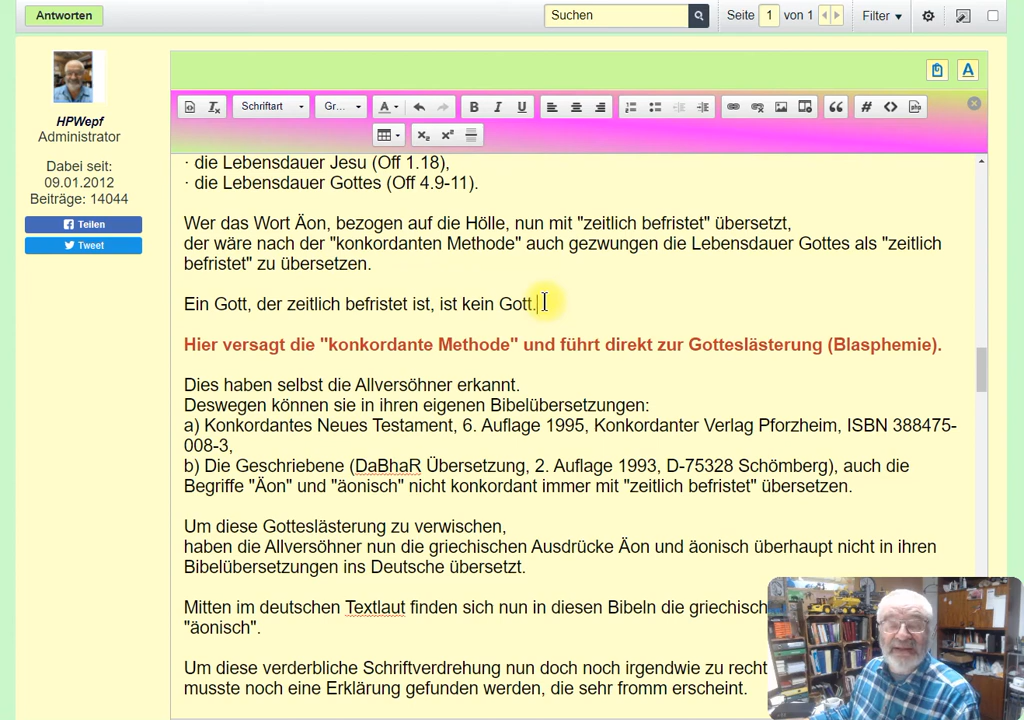 Antworten
Suchen
Seite 1 von 1
Filter
HPWepf
Administrator
Dabei seit:
09.01.2012
Beiträge: 14044
Teilen
Tweet
Schriftart
Gr...
A
B I U
A
· die Lebensdauer Jesu (Off 1.18),
· die Lebensdauer Gottes (Off 4.9-11).
Wer das Wort Äon, bezogen auf die Hölle, nun mit "zeitlich befristet" übersetzt,
der wäre nach der "konkordanten Methode" auch gezwungen die Lebensdauer Gottes als "zeitlich
befristet" zu übersetzen.
Ein Gott, der zeitlich befristet ist, ist kein Gott.
Hier versagt die "konkordante Methode" und führt direkt zur Gotteslästerung (Blasphemie).
Dies haben selbst die Allversöhner erkannt.
Deswegen können sie in ihren eigenen Bibelübersetzungen:
a) Konkordantes Neues Testament, 6. Auflage 1995, Konkordanter Verlag Pforzheim, ISBN 388475-
008-3,
b) Die Geschriebene (DaBhaR Übersetzung, 2. Auflage 1993, D-75328 Schömberg), auch die
Begriffe "Äon" und "äonisch" nicht konkordant immer mit "zeitlich befristet" übersetzen.
Um diese Gotteslästerung zu verwischen,
haben die Allversöhner nun die griechischen Ausdrücke Äon und äonisch überhaupt nicht in ihren
Bibelübersetzungen ins Deutsche übersetzt.
Mitten im deutschen Textlaut finden sich nun in diesen Bibeln die griechisch
"äonisch".
Um diese verderbliche Schriftverdrehung nun doch noch irgendwie zu recht
musste noch eine Erklärung gefunden werden, die sehr fromm erscheint.